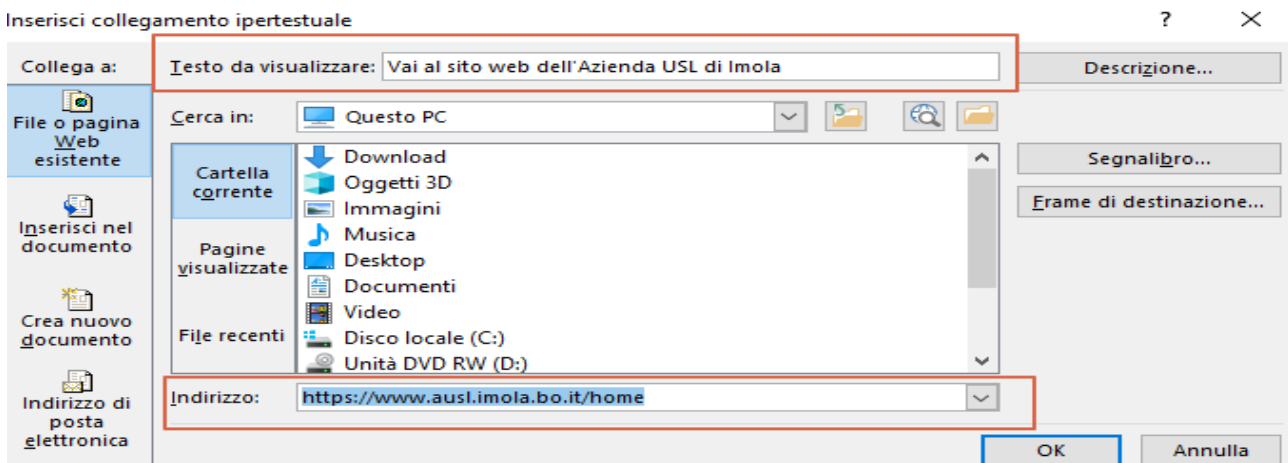 Inserisci collegamento ipertestuale
?
Collega a:
Testo da visualizzare: Vai al sito web dell'Azienda USL di Imola
Descrizione...
File o pagina
Web
esistente
Cerca in:
Questo PC
Cartella
corrente
Pagine
visualizzate
File recenti
Download
Oggetti 3D
Immagini
Musica
Desktop
Documenti
Video
Disco locale (C:)
Unità DVD RW (D:)
Segnalibro...
Frame di destinazione...
Inserisci nel
documento
Crea nuovo
documento
Indirizzo di
posta
elettronica
Indirizzo: https://www.ausl.imola.bo.it/home
OK
Annulla